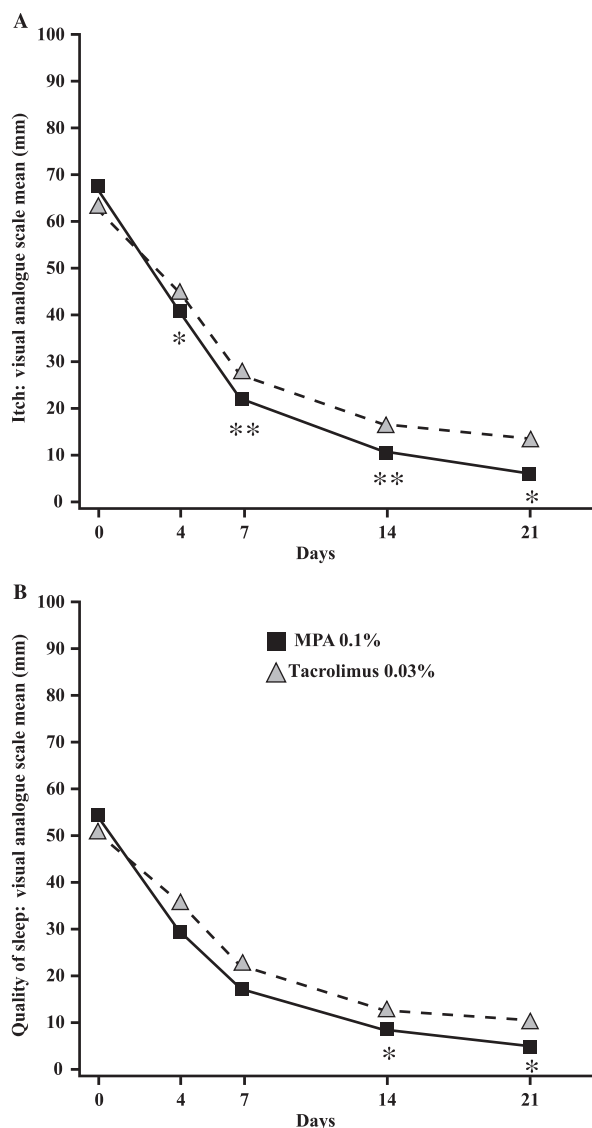 A
100
90
80
70
60
50
40
30
20
10
0
Itch: visual analogue scale mean (mm)
*
**
**
*
0 4 7 14 21
Days
B
100
90
80
70
60
50
40
30
20
10
0
Quality of sleep: visual analogue scale mean (mm)
MPA 0.1%
Tacrolimus 0.03%
*
*
0 4 7 14 21
Days